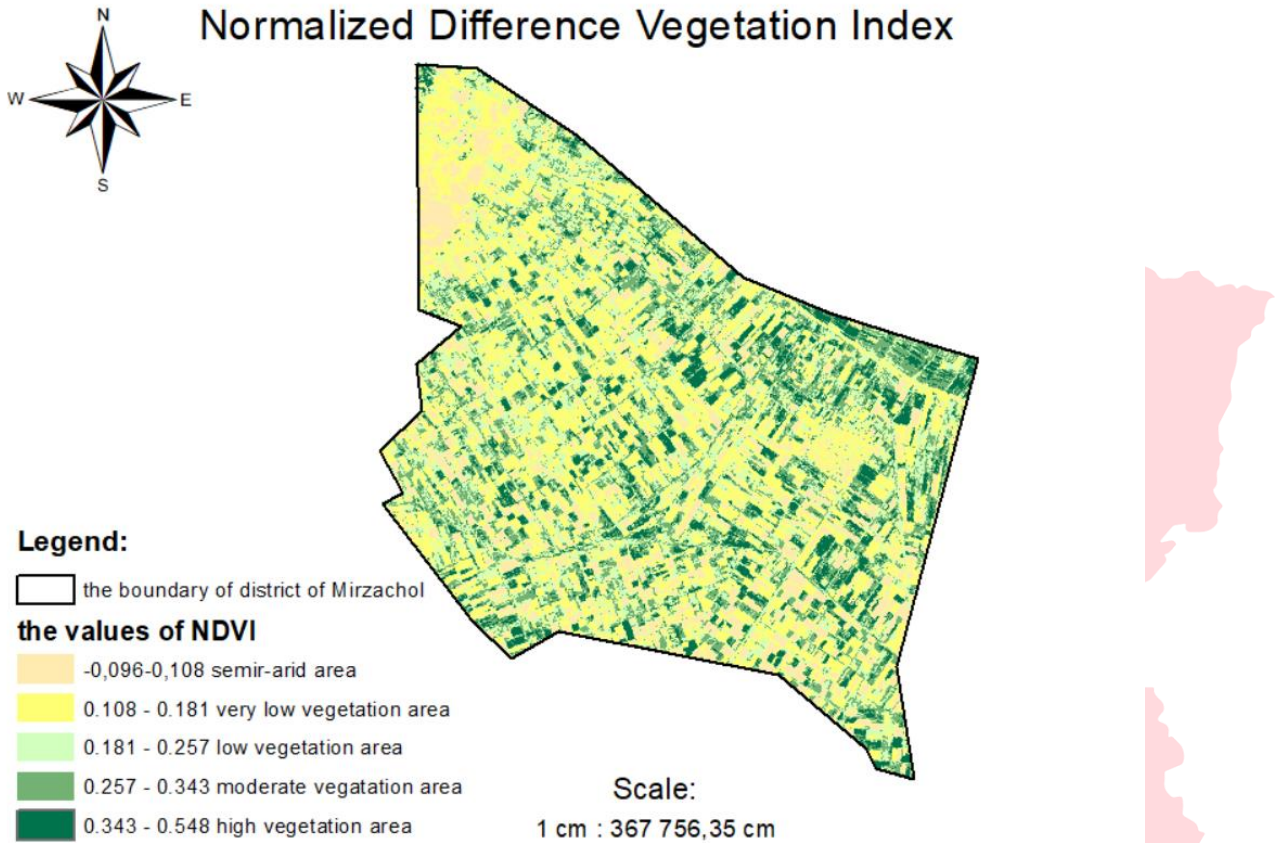 Normalized Difference Vegetation Index
N
W E
S
Legend:
the boundary of district of Mirzachol
the values of NDVI
-0,096-0,108 semir-arid area
0.108 - 0.181 very low vegetation area
0.181 - 0.257 low vegetation area
0.257 - 0.343 moderate vegatation area
0.343 - 0.548 high vegetation area
Scale:
1 cm : 367 756,35 cm